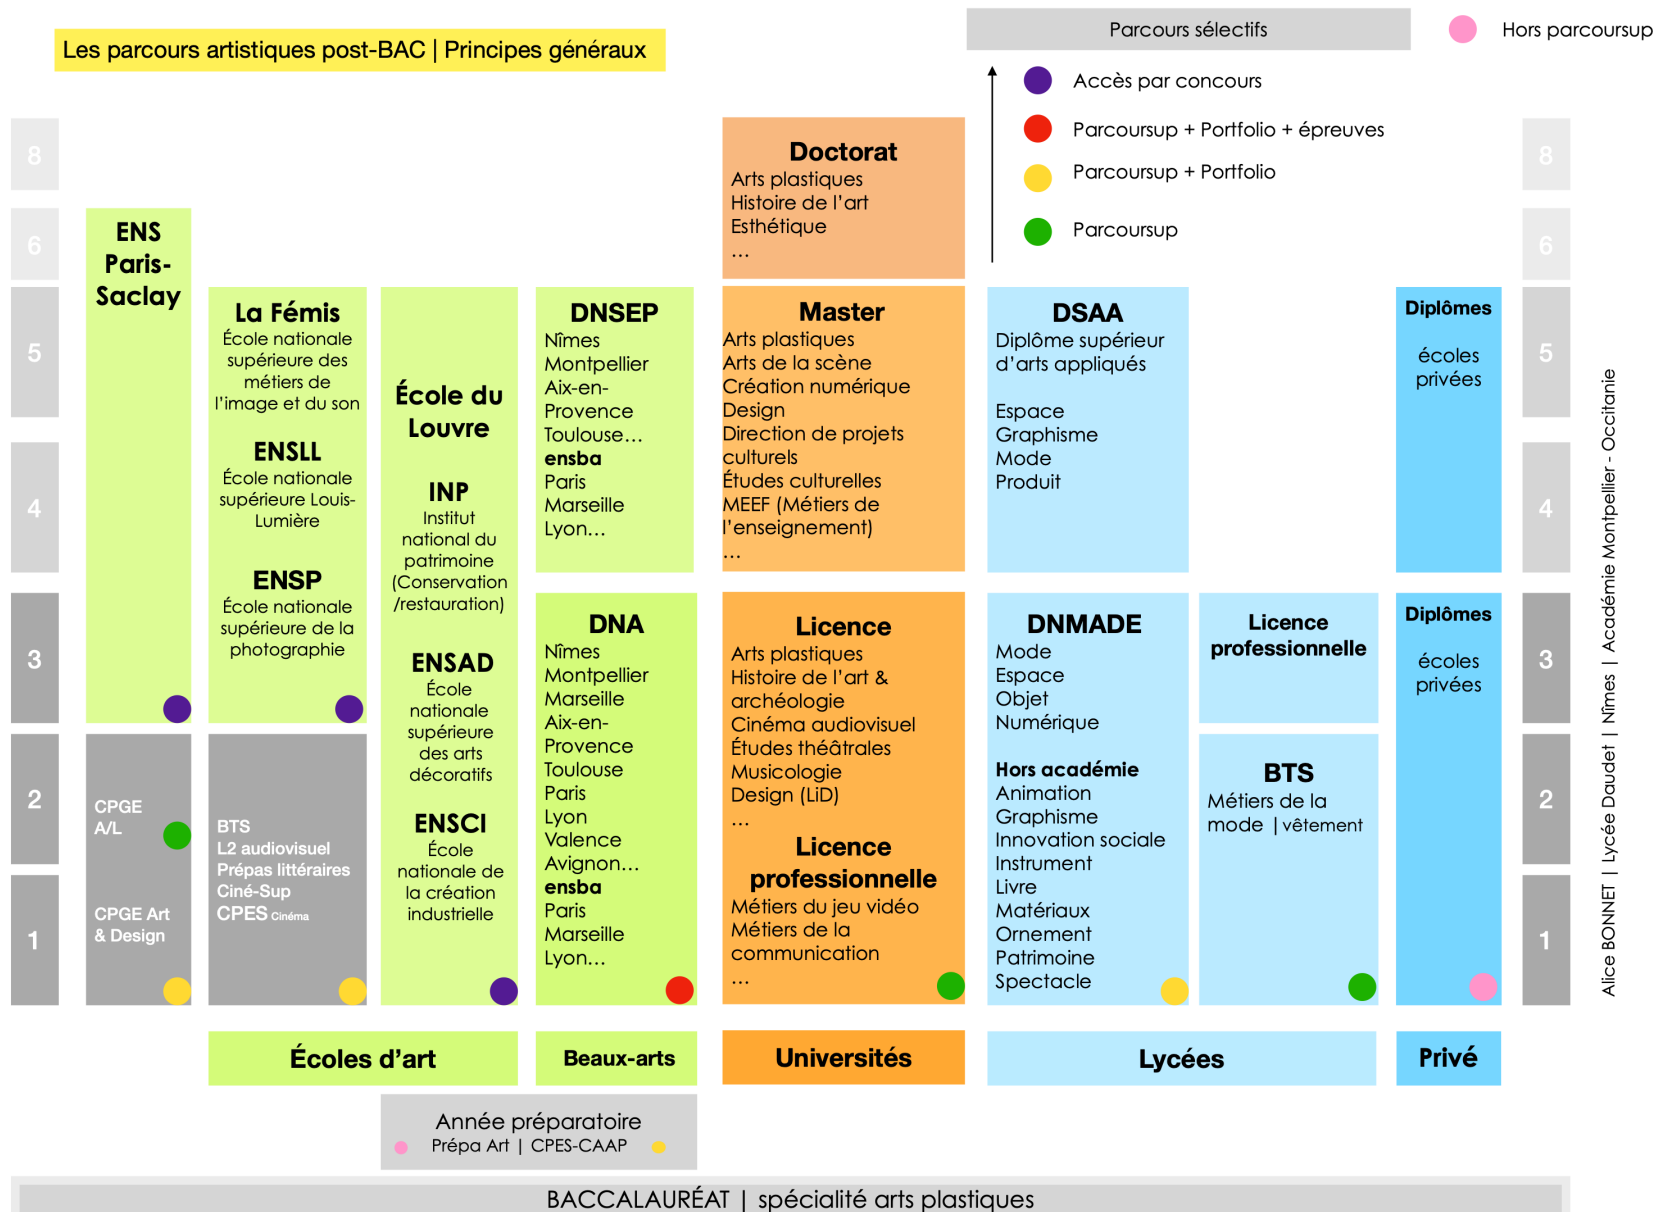 Les parcours artistiques post-BAC | Principes généraux
Parcours sélectifs
Hors parcoursup
Accès par concours
Parcoursup + Portfolio + épreuves
Parcoursup + Portfolio
Parcoursup
8
6
5
4
3
2
1
ENS
Paris-
Saclay
CPGE
A/L
CPGE Art
& Design
La Fémis
École nationale
supérieure des
métiers de
l’image et du son
ENSLL
École nationale
supérieure Louis-
Lumière
ENSP
École nationale
supérieure de la
photographie
BTS
L2 audiovisuel
Prépas littéraires
Ciné-Sup
CPES Cinéma
École du
Louvre
INP
Institut
national du
patrimoine
(Conservation
/restauration)
ENSAD
École
nationale
supérieure
des arts
décoratifs
ENSCI
École
nationale de
la création
industrielle
DNSEP
Nîmes
Montpellier
Aix-en-
Provence
Toulouse…
ensba
Paris
Marseille
Lyon…
DNA
Nîmes
Montpellier
Marseille
Aix-en-
Provence
Toulouse
Paris
Lyon
Valence
Avignon…
ensba
Paris
Marseille
Lyon…
Doctorat
Arts plastiques
Histoire de l’art
Esthétique
…
Master
Arts plastiques
Arts de la scène
Création numérique
Design
Direction de projets
culturels
Études culturelles
MEEF (Métiers de
l’enseignement)
…
Licence
Arts plastiques
Histoire de l’art &
archéologie
Cinéma audiovisuel
Études théâtrales
Musicologie
Design (LiD)
…
Licence
professionnelle
Métiers du jeu vidéo
Métiers de la
communication
…
DSAA
Diplôme supérieur
d’arts appliqués
Espace
Graphisme
Mode
Produit
DNMADE
Mode
Espace
Objet
Numérique
Hors académie
Animation
Graphisme
Innovation sociale
Instrument
Livre
Matériaux
Ornement
Patrimoine
Spectacle
Licence
professionnelle
BTS
Métiers de la
mode | vêtement
Diplômes
écoles
privées
Diplômes
écoles
privées
8
6
5
4
3
2
1
Alice BONNET | Lycée Daudet | Nîmes | Académie Montpellier - Occitanie
Écoles d’art
Beaux-arts
Universités
Lycées
Privé
Année préparatoire
Prépa Art | CPES-CAAP
BACCALAURÉAT | spécialité arts plastiques